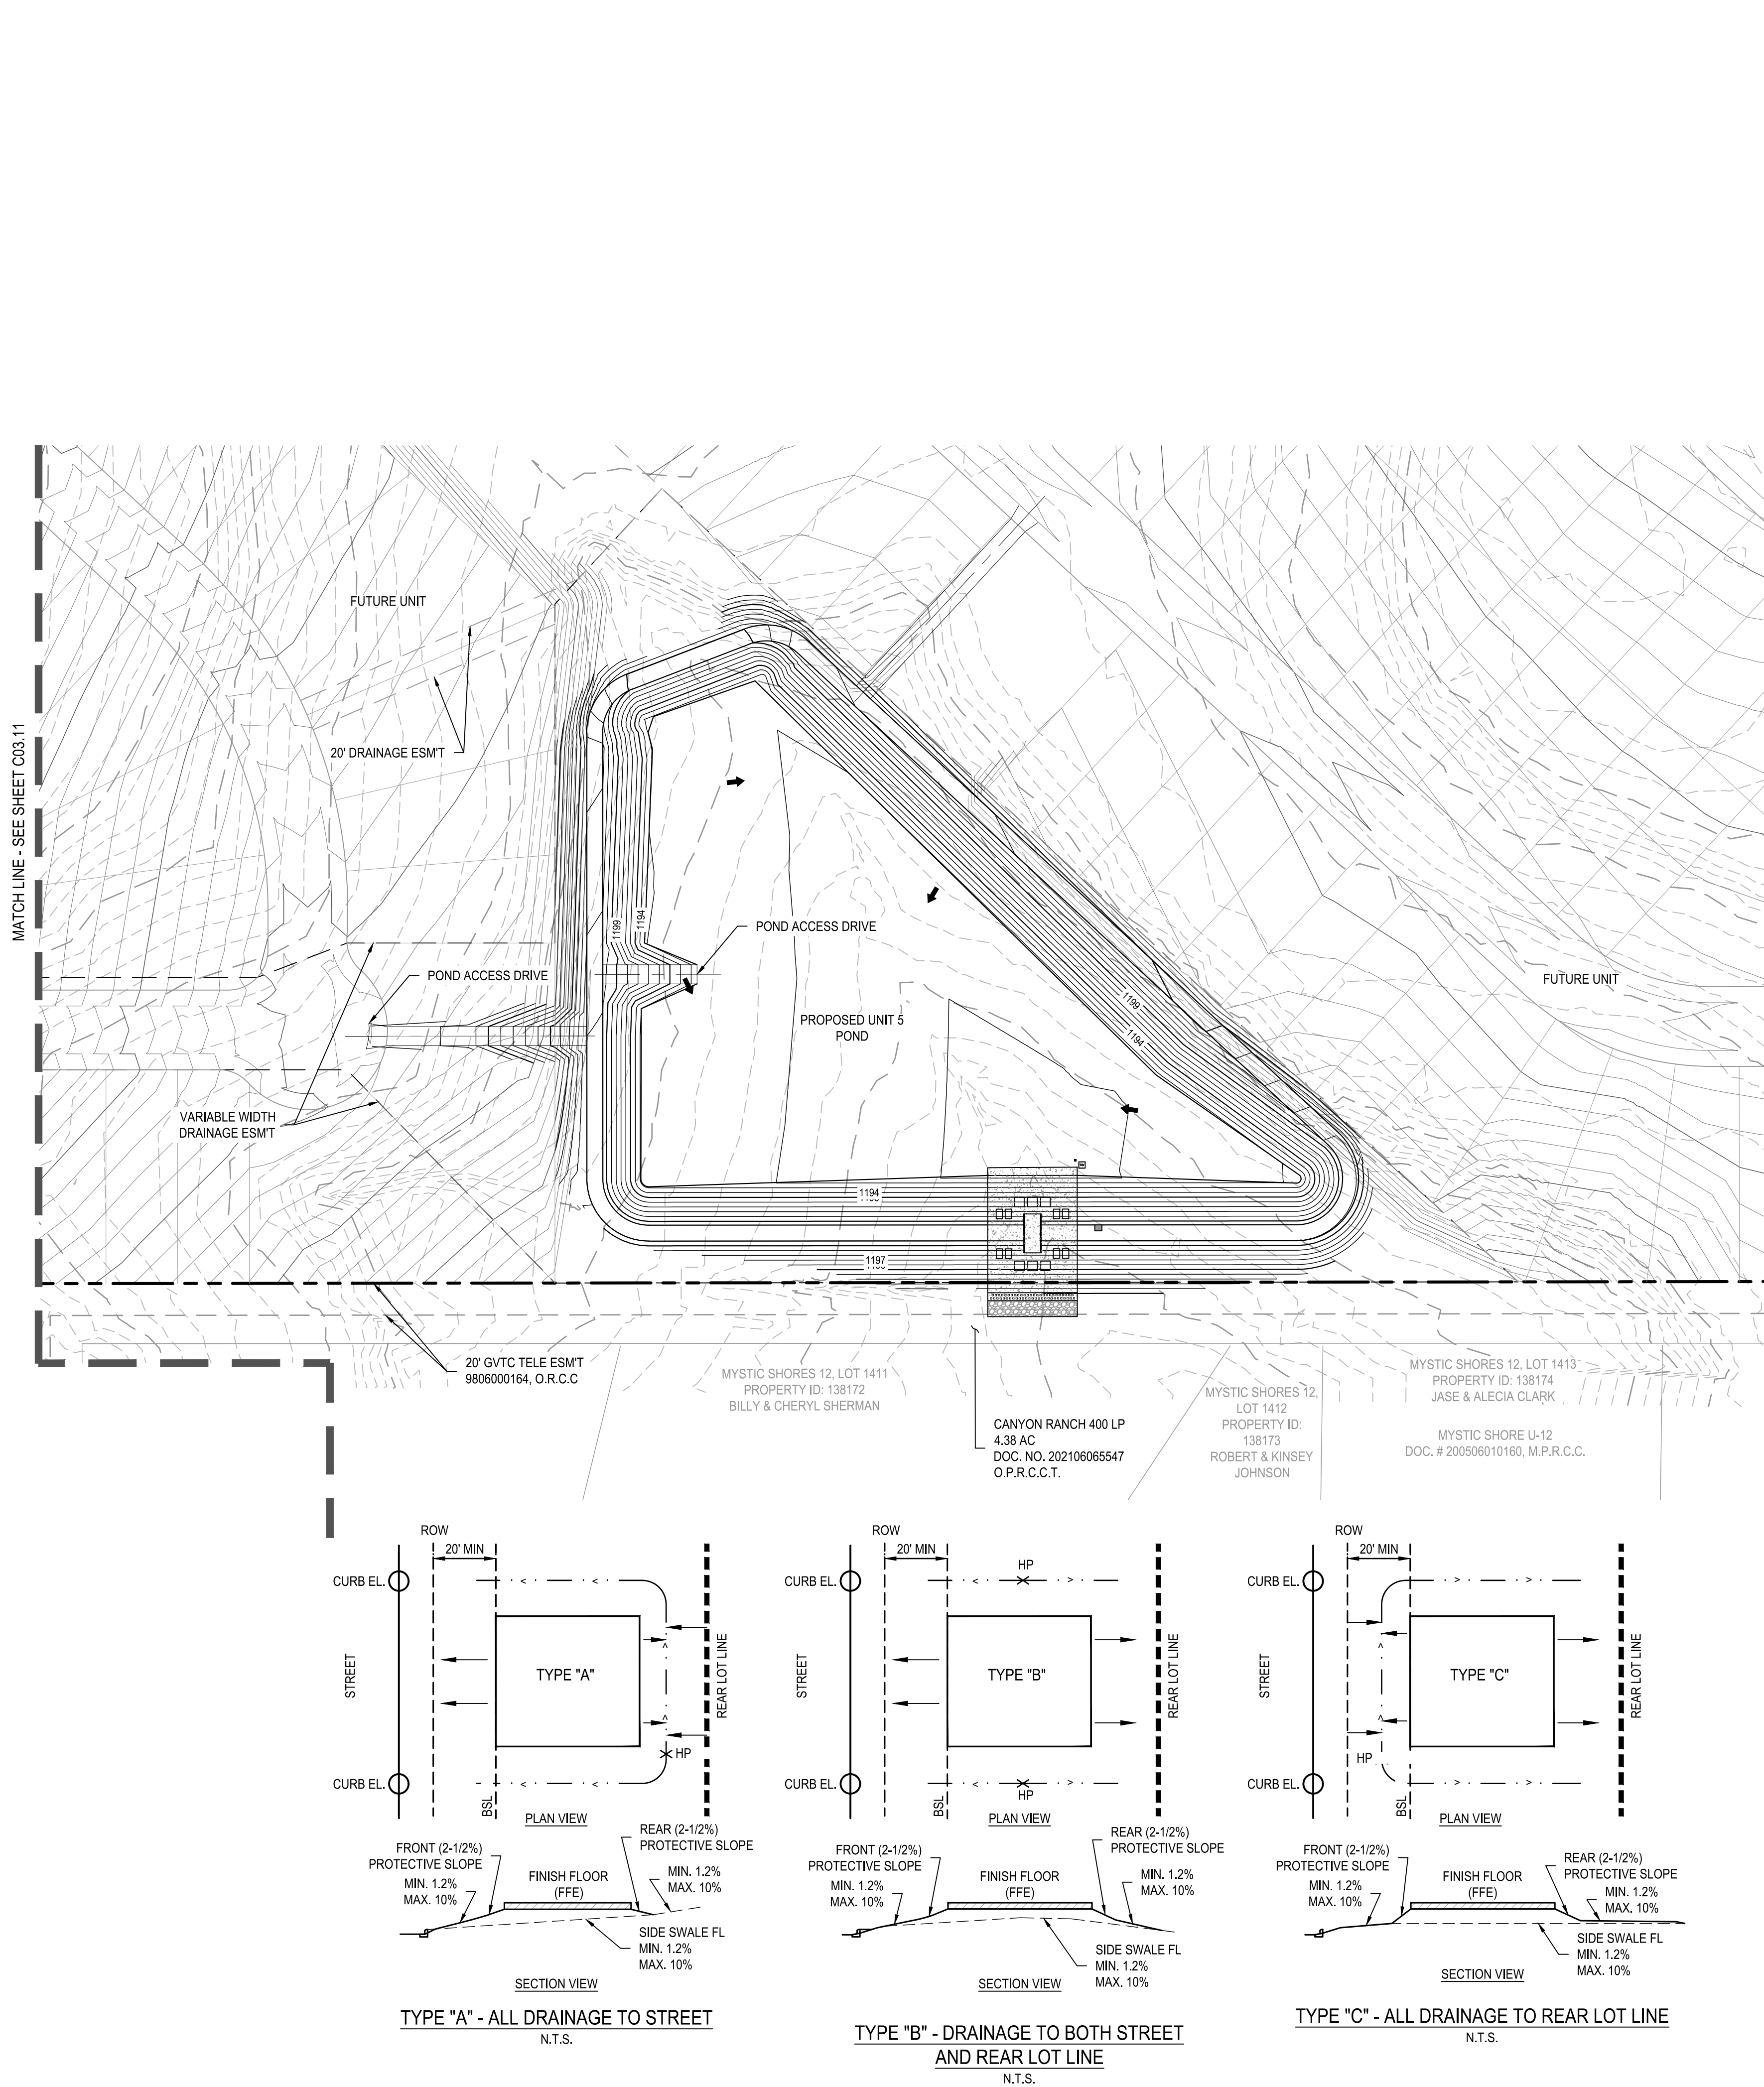 MATCH LINE - SEE SHEET C03.11
FUTURE UNIT
20' DRAINAGE ESM'T
POND ACCESS DRIVE
POND ACCESS DRIVE
1199
1194
PROPOSED UNIT 5
POND
1199
1194
FUTURE UNIT
VARIABLE WIDTH
DRAINAGE ESM'T
1194
1197
20' GVTC TELE ESM'T
9806000164, O.R.C.C
MYSTIC SHORES 12, LOT 1411
PROPERTY ID: 138172
BILLY & CHERYL SHERMAN
CANYON RANCH 400 LP
4.38 AC
DOC. NO. 202106065547
O.P.R.C.C.T.
MYSTIC SHORES 12,
LOT 1412
PROPERTY ID:
138173
ROBERT & KINSEY
JOHNSON
MYSTIC SHORES 12, LOT 1413
PROPERTY ID: 138174
JASE & ALECIA CLARK
MYSTIC SHORE U-12
DOC. # 200506010160, M.P.R.C.C.
ROW
20' MIN
CURB EL.
STREET
TYPE "A"
REAR LOT LINE
HP
CURB EL.
BSL
PLAN VIEW
FRONT (2-1/2%)
PROTECTIVE SLOPE
MIN. 1.2%
MAX. 10%
FINISH FLOOR
(FFE)
REAR (2-1/2%)
PROTECTIVE SLOPE
MIN. 1.2%
MAX. 10%
SIDE SWALE FL
MIN. 1.2%
MAX. 10%
SECTION VIEW
TYPE "A" - ALL DRAINAGE TO STREET
N.T.S.
ROW
20' MIN
HP
CURB EL.
STREET
TYPE "B"
REAR LOT LINE
CURB EL.
HP
BSL
PLAN VIEW
FRONT (2-1/2%)
PROTECTIVE SLOPE
MIN. 1.2%
MAX. 10%
FINISH FLOOR
(FFE)
REAR (2-1/2%)
PROTECTIVE SLOPE
MIN. 1.2%
MAX. 10%
SIDE SWALE FL
MIN. 1.2%
MAX. 10%
SECTION VIEW
TYPE "B" - DRAINAGE TO BOTH STREET
AND REAR LOT LINE
N.T.S.
ROW
20' MIN
CURB EL.
STREET
TYPE "C"
REAR LOT LINE
HP
CURB EL.
BSL
PLAN VIEW
FRONT (2-1/2%)
PROTECTIVE SLOPE
MIN. 1.2%
MAX. 10%
FINISH FLOOR
(FFE)
REAR (2-1/2%)
PROTECTIVE SLOPE
MIN. 1.2%
MAX. 10%
SIDE SWALE FL
MIN. 1.2%
MAX. 10%
SECTION VIEW
TYPE "C" - ALL DRAINAGE TO REAR LOT LINE
N.T.S.